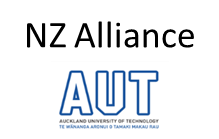 NZ Alliance
AUT
AUCKLAND UNIVERSITY OF TECHNOLOGY
TE WĀNANGA ARONUI O TAMAKI MAKAU RAU